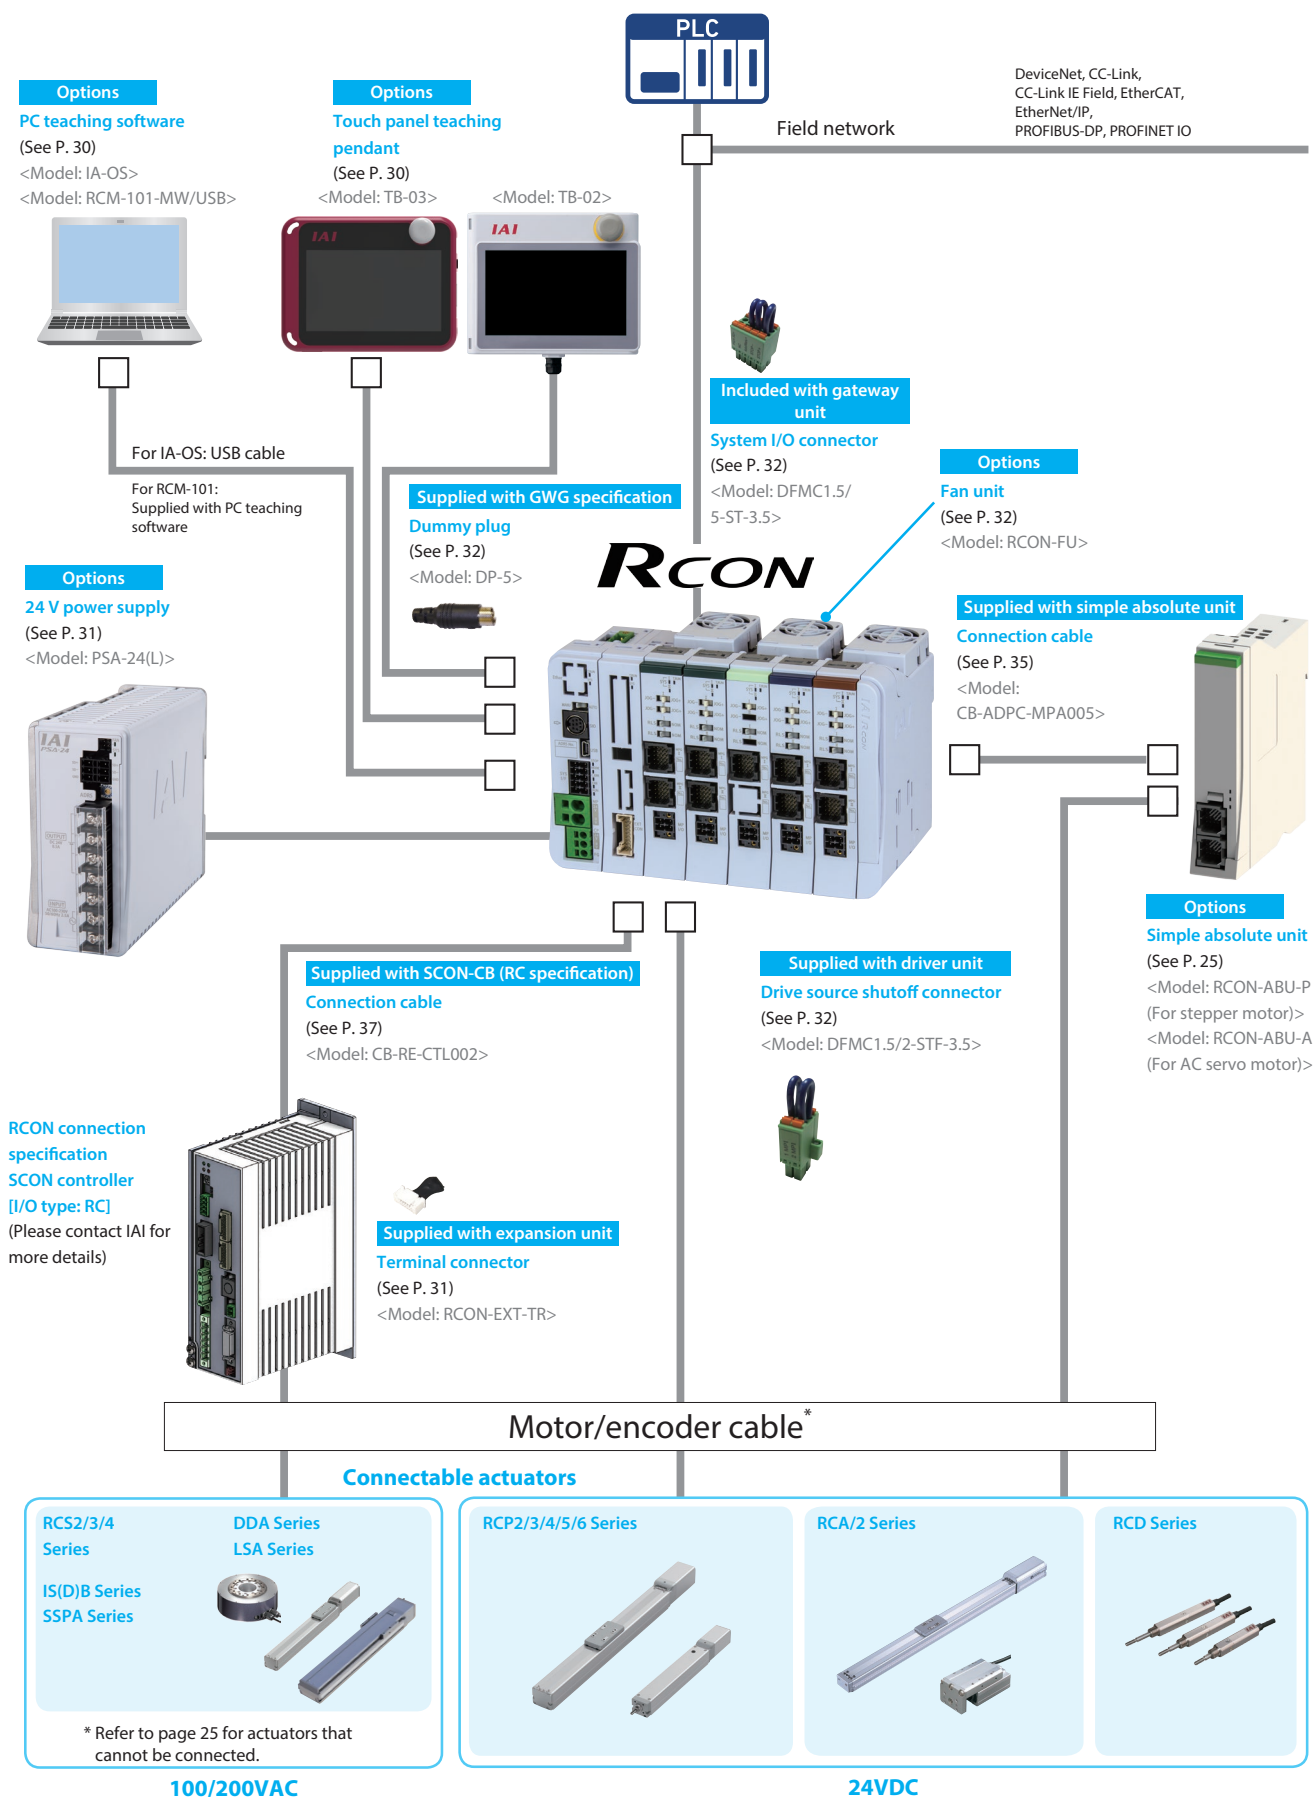 PLC
DeviceNet, CC-Link,
CC-Link IE Field, EtherCAT,
EtherNet/IP,
PROFIBUS-DP, PROFINET IO
Field network
Options
PC teaching software
(See P. 30)
<Model: IA-OS>
<Model: RCM-101-MW/USB>
Options
Touch panel teaching
pendant
(See P. 30)
<Model: TB-03>
<Model: TB-02>
IAI
IAI
For IA-OS: USB cable
For RCM-101:
Supplied with PC teaching
software
Included with gateway
unit
System I/O connector
(See P. 32)
<Model: DFMC1.5/
5-ST-3.5>
Options
Fan unit
(See P. 32)
<Model: RCON-FU>
Supplied with GWG specification
Dummy plug
(See P. 32)
<Model: DP-5>
RCON
Options
24 V power supply
(See P. 31)
<Model: PSA-24(L)>
IAI
PSA-24
Supplied with simple absolute unit
Connection cable
(See P. 35)
<Model:
CB-ADPC-MPA005>
Options
Simple absolute unit
(See P. 25)
<Model: RCON-ABU-P
(For stepper motor)>
<Model: RCON-ABU-A
(For AC servo motor)>
Supplied with SCON-CB (RC specification)
Connection cable
(See P. 37)
<Model: CB-RE-CTL002>
Supplied with driver unit
Drive source shutoff connector
(See P. 32)
<Model: DFMC1.5/2-STF-3.5>
RCON connection
specification
SCON controller
[I/O type: RC]
(Please contact IAI for
more details)
Supplied with expansion unit
Terminal connector
(See P. 31)
<Model: RCON-EXT-TR>
Motor/encoder cable*
Connectable actuators
RCS2/3/4
Series
IS(D)B Series
SSPA Series
DDA Series
LSA Series
* Refer to page 25 for actuators that
cannot be connected.
100/200VAC
RCP2/3/4/5/6 Series
RCA/2 Series
RCD Series
24VDC